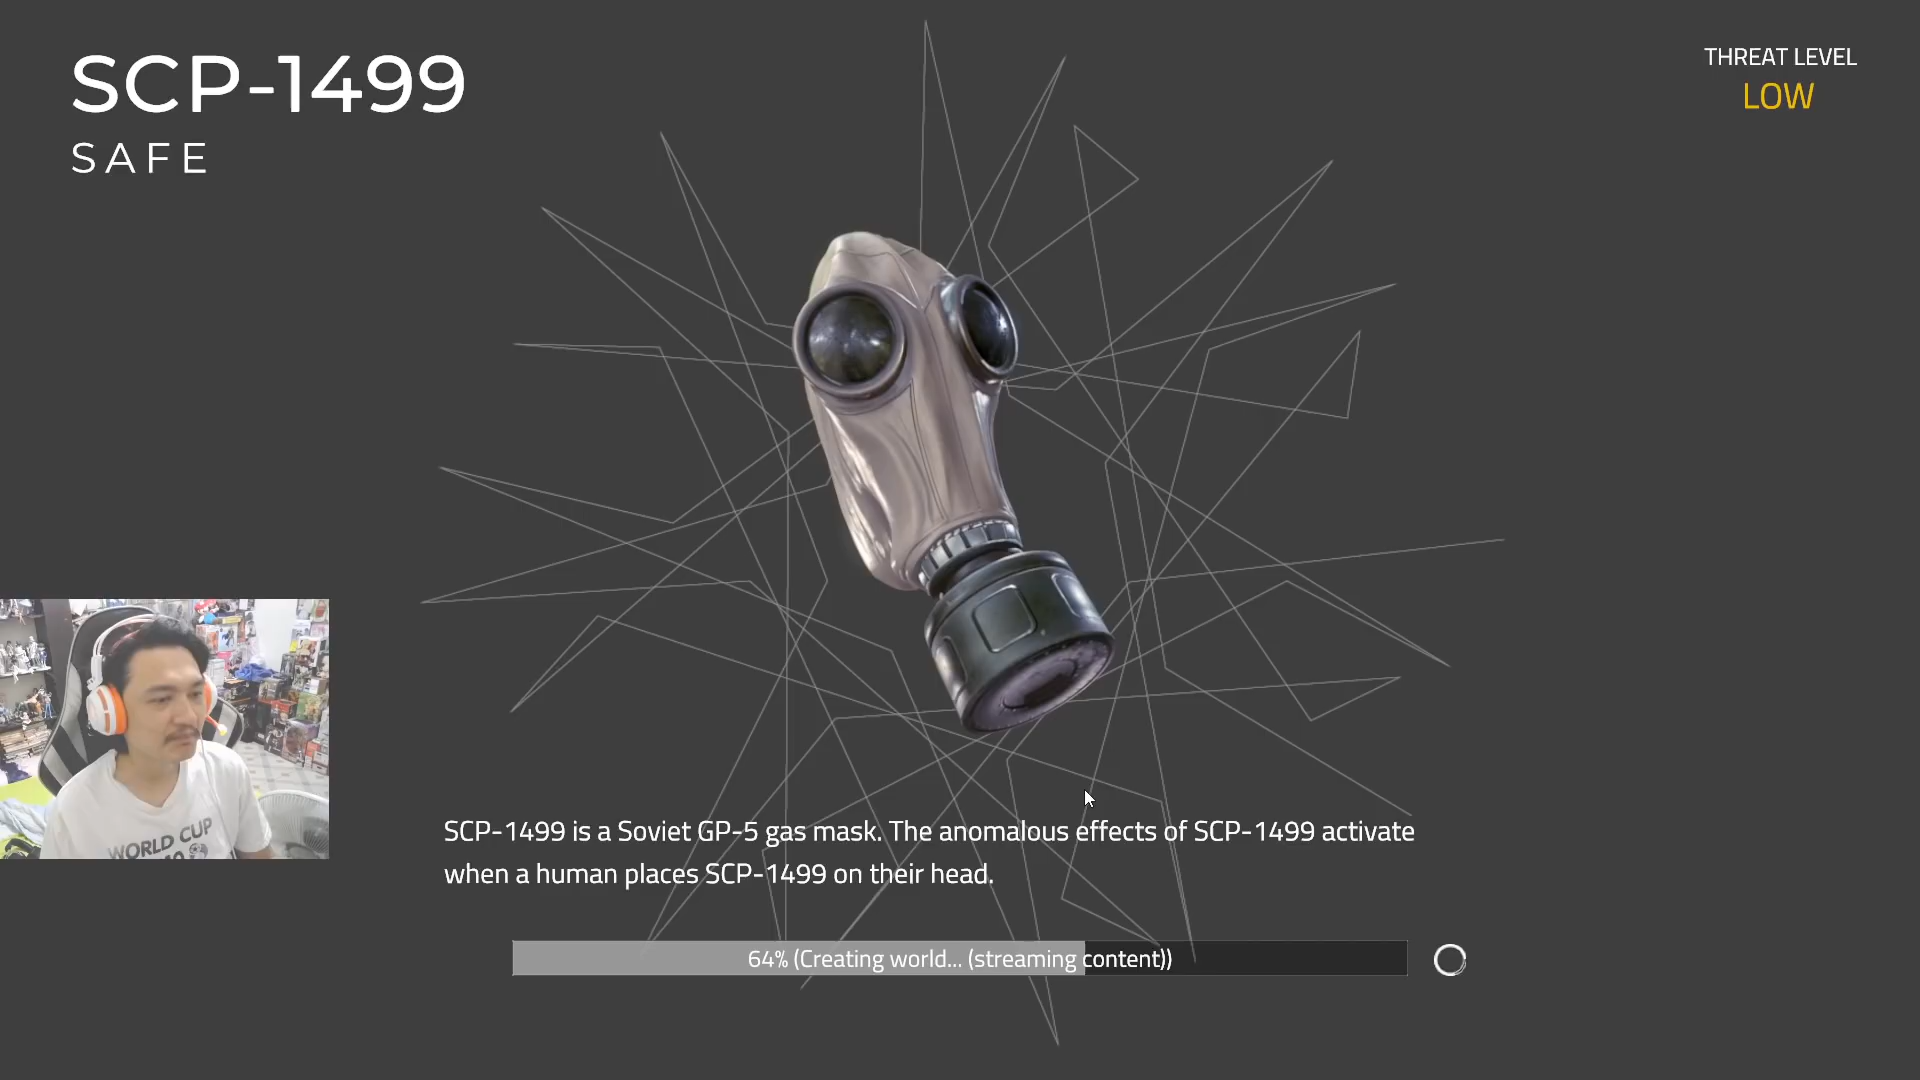 SCP-1499
SAFE
THREAT LEVEL
LOW
WORLD CUP
SCP-1499 is a Soviet GP-5 gas mask. The anomalous effects of SCP-1499 activate
when a human places SCP-1499 on their head.
64% (Creating world... (streaming content))